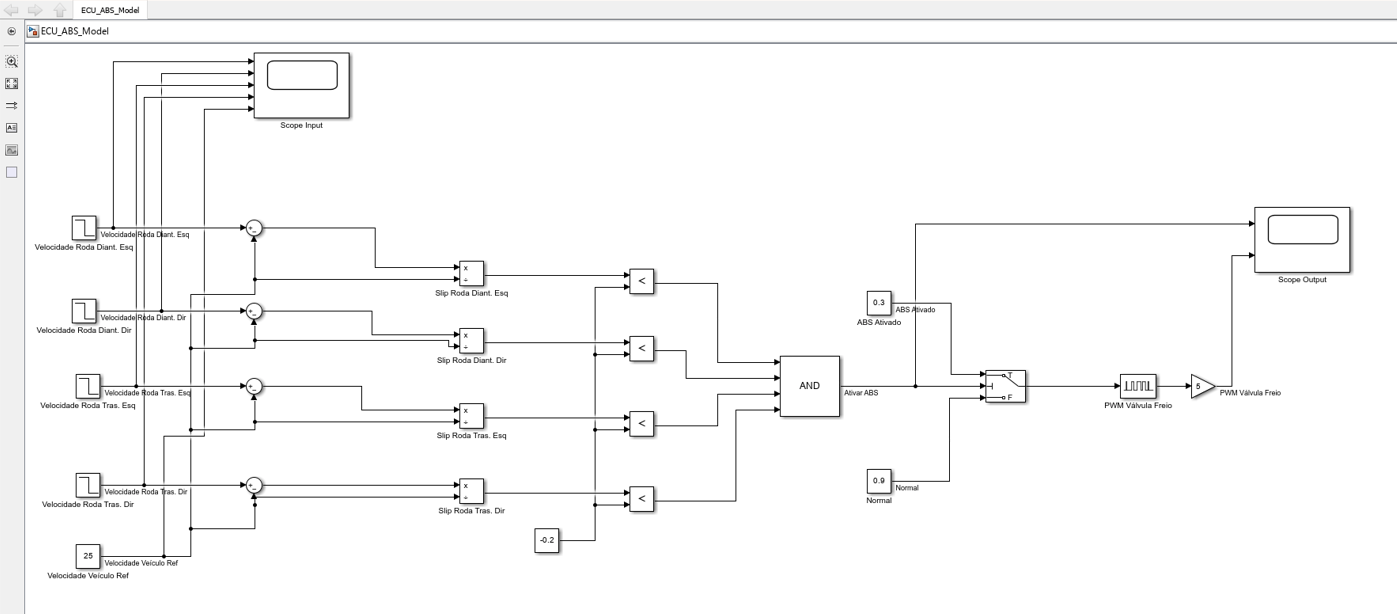 ECU_ABS_Model
ECU_ABS_Model
Scope Input
Velocidade Roda Diant. Esq
Velocidade Roda Diant. Esq
+
_
x
÷
Slip Roda Diant. Esq
<
Scope Output
Velocidade Roda Diant. Dir
Velocidade Roda Diant. Dir
+
_
x
÷
Slip Roda Diant. Dir
<
0.3
ABS Ativado
ABS Ativado
Velocidade Roda Tras. Esq
Velocidade Roda Tras. Esq
+
_
x
÷
Slip Roda Tras. Esq
<
AND
Ativar ABS
T
F
PWM Válvula Freio
5
PWM Válvula Freio
Velocidade Roda Tras. Dir
Velocidade Roda Tras. Dir
+
_
x
÷
Slip Roda Tras. Dir
<
0.9
Normal
Normal
-0.2
25
Velocidade Veículo Ref
Velocidade Veículo Ref